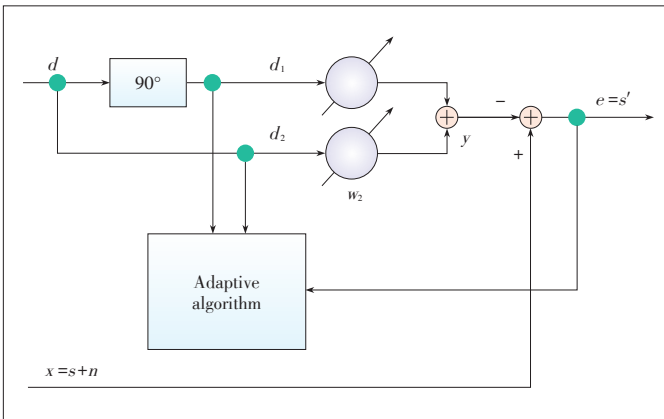 d
90°
d₁
d₂
w₂
+
y
−
+
+
e=s′
Adaptive
algorithm
x=s+n